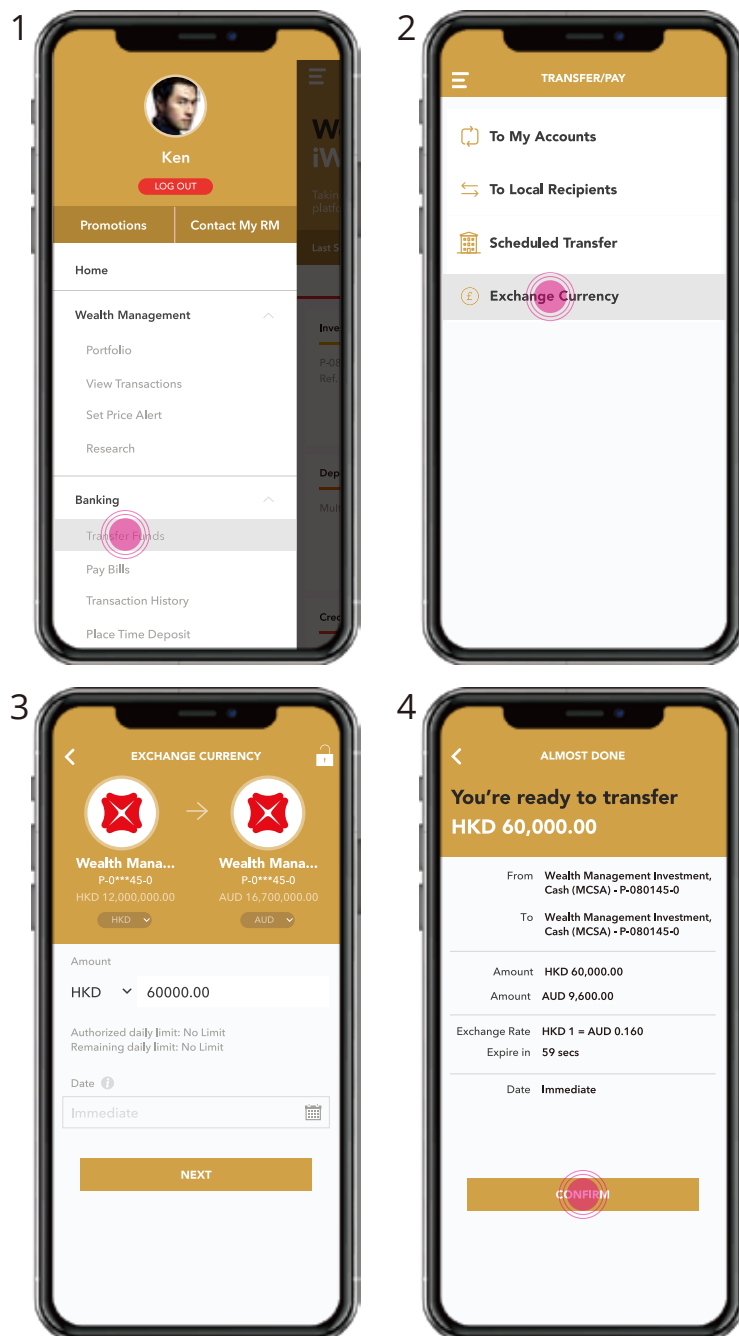 1
Ken
LOG OUT
Promotions
Contact My RM
Home
Wealth Management
Portfolio
View Transactions
Set Price Alert
Research
Banking
Transfer Funds
Pay Bills
Transaction History
Place Time Deposit
2
TRANSFER/PAY
To My Accounts
To Local Recipients
Scheduled Transfer
Exchange Currency
3
EXCHANGE CURRENCY
Wealth Mana... Wealth Mana...
P-0***45-0 P-0***45-0
HKD 12,000,000.00 AUD 16,700,000.00
HKD AUD
Amount
HKD 60000.00
Authorized daily limit: No Limit
Remaining daily limit: No Limit
Date
Immediate
NEXT
4
ALMOST DONE
You're ready to transfer
HKD 60,000.00
From Wealth Management Investment,
Cash (MCSA) - P-080145-0
To Wealth Management Investment,
Cash (MCSA) - P-080145-0
Amount HKD 60,000.00
Amount AUD 9,600.00
Exchange Rate HKD 1 = AUD 0.160
Expire in 59 secs
Date Immediate
CONFIRM